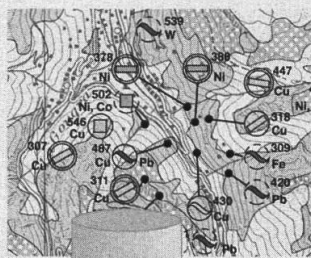 539
W
378
Ni
388
Ni
447
Cu
502
Ni, Co
Ni,
546
Cu
318
Cu
307
Cu
467
Cu
Pb
309
Fe
311
Cu
420
Pb
430
Cu
Pb